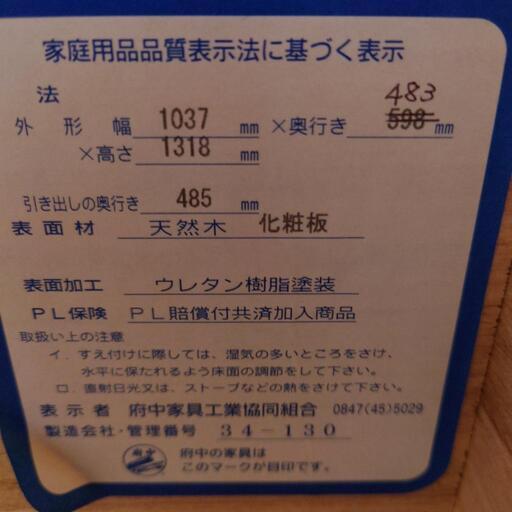 家庭用品品質表示法に基づく表示
法
外形幅 1037 mm ×奥行き 483 598 mm
×高さ 1318 mm
引き出しの奥行き 485 mm
表面材 天然木 化粧板
表面加工 ウレタン樹脂塗装
PL保険 PL賠償付共済加入商品
取扱い上の注意
イ．すえ付けに際しては、湿気の多いところをさけ、
水平に保たれるよう床面の調節をして下さい。
ロ．直射日光又は、ストーブなどの熱をさけて下さい。
表示者 府中家具工業協同組合 0847(45)5029
製造会社・管理番号 34-130
府中
府中の家具は
このマークが目印です。